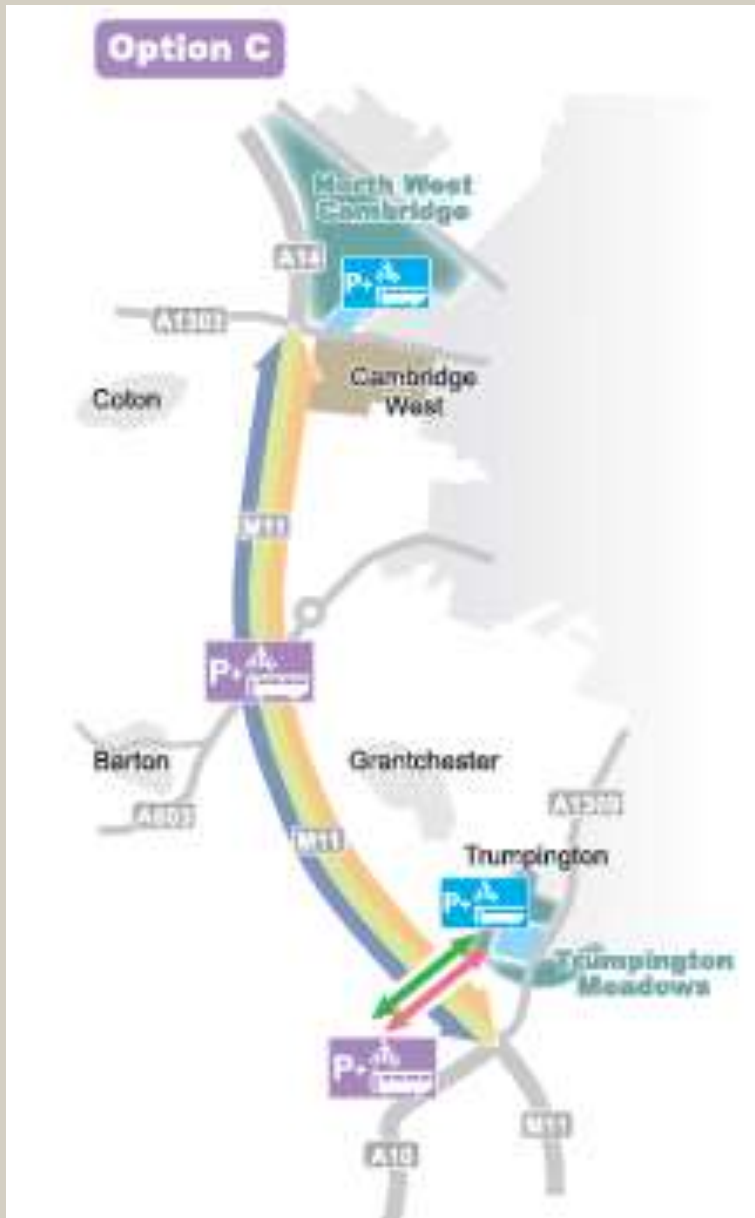 Option C
North West
Cambridge
A14
P+
A1303
Cambridge
West
Coton
M11
P+
Barton
Grantchester
A603
A1309
M11
Trumpington
P+
Trumpington
Meadows
P+
M11
A10